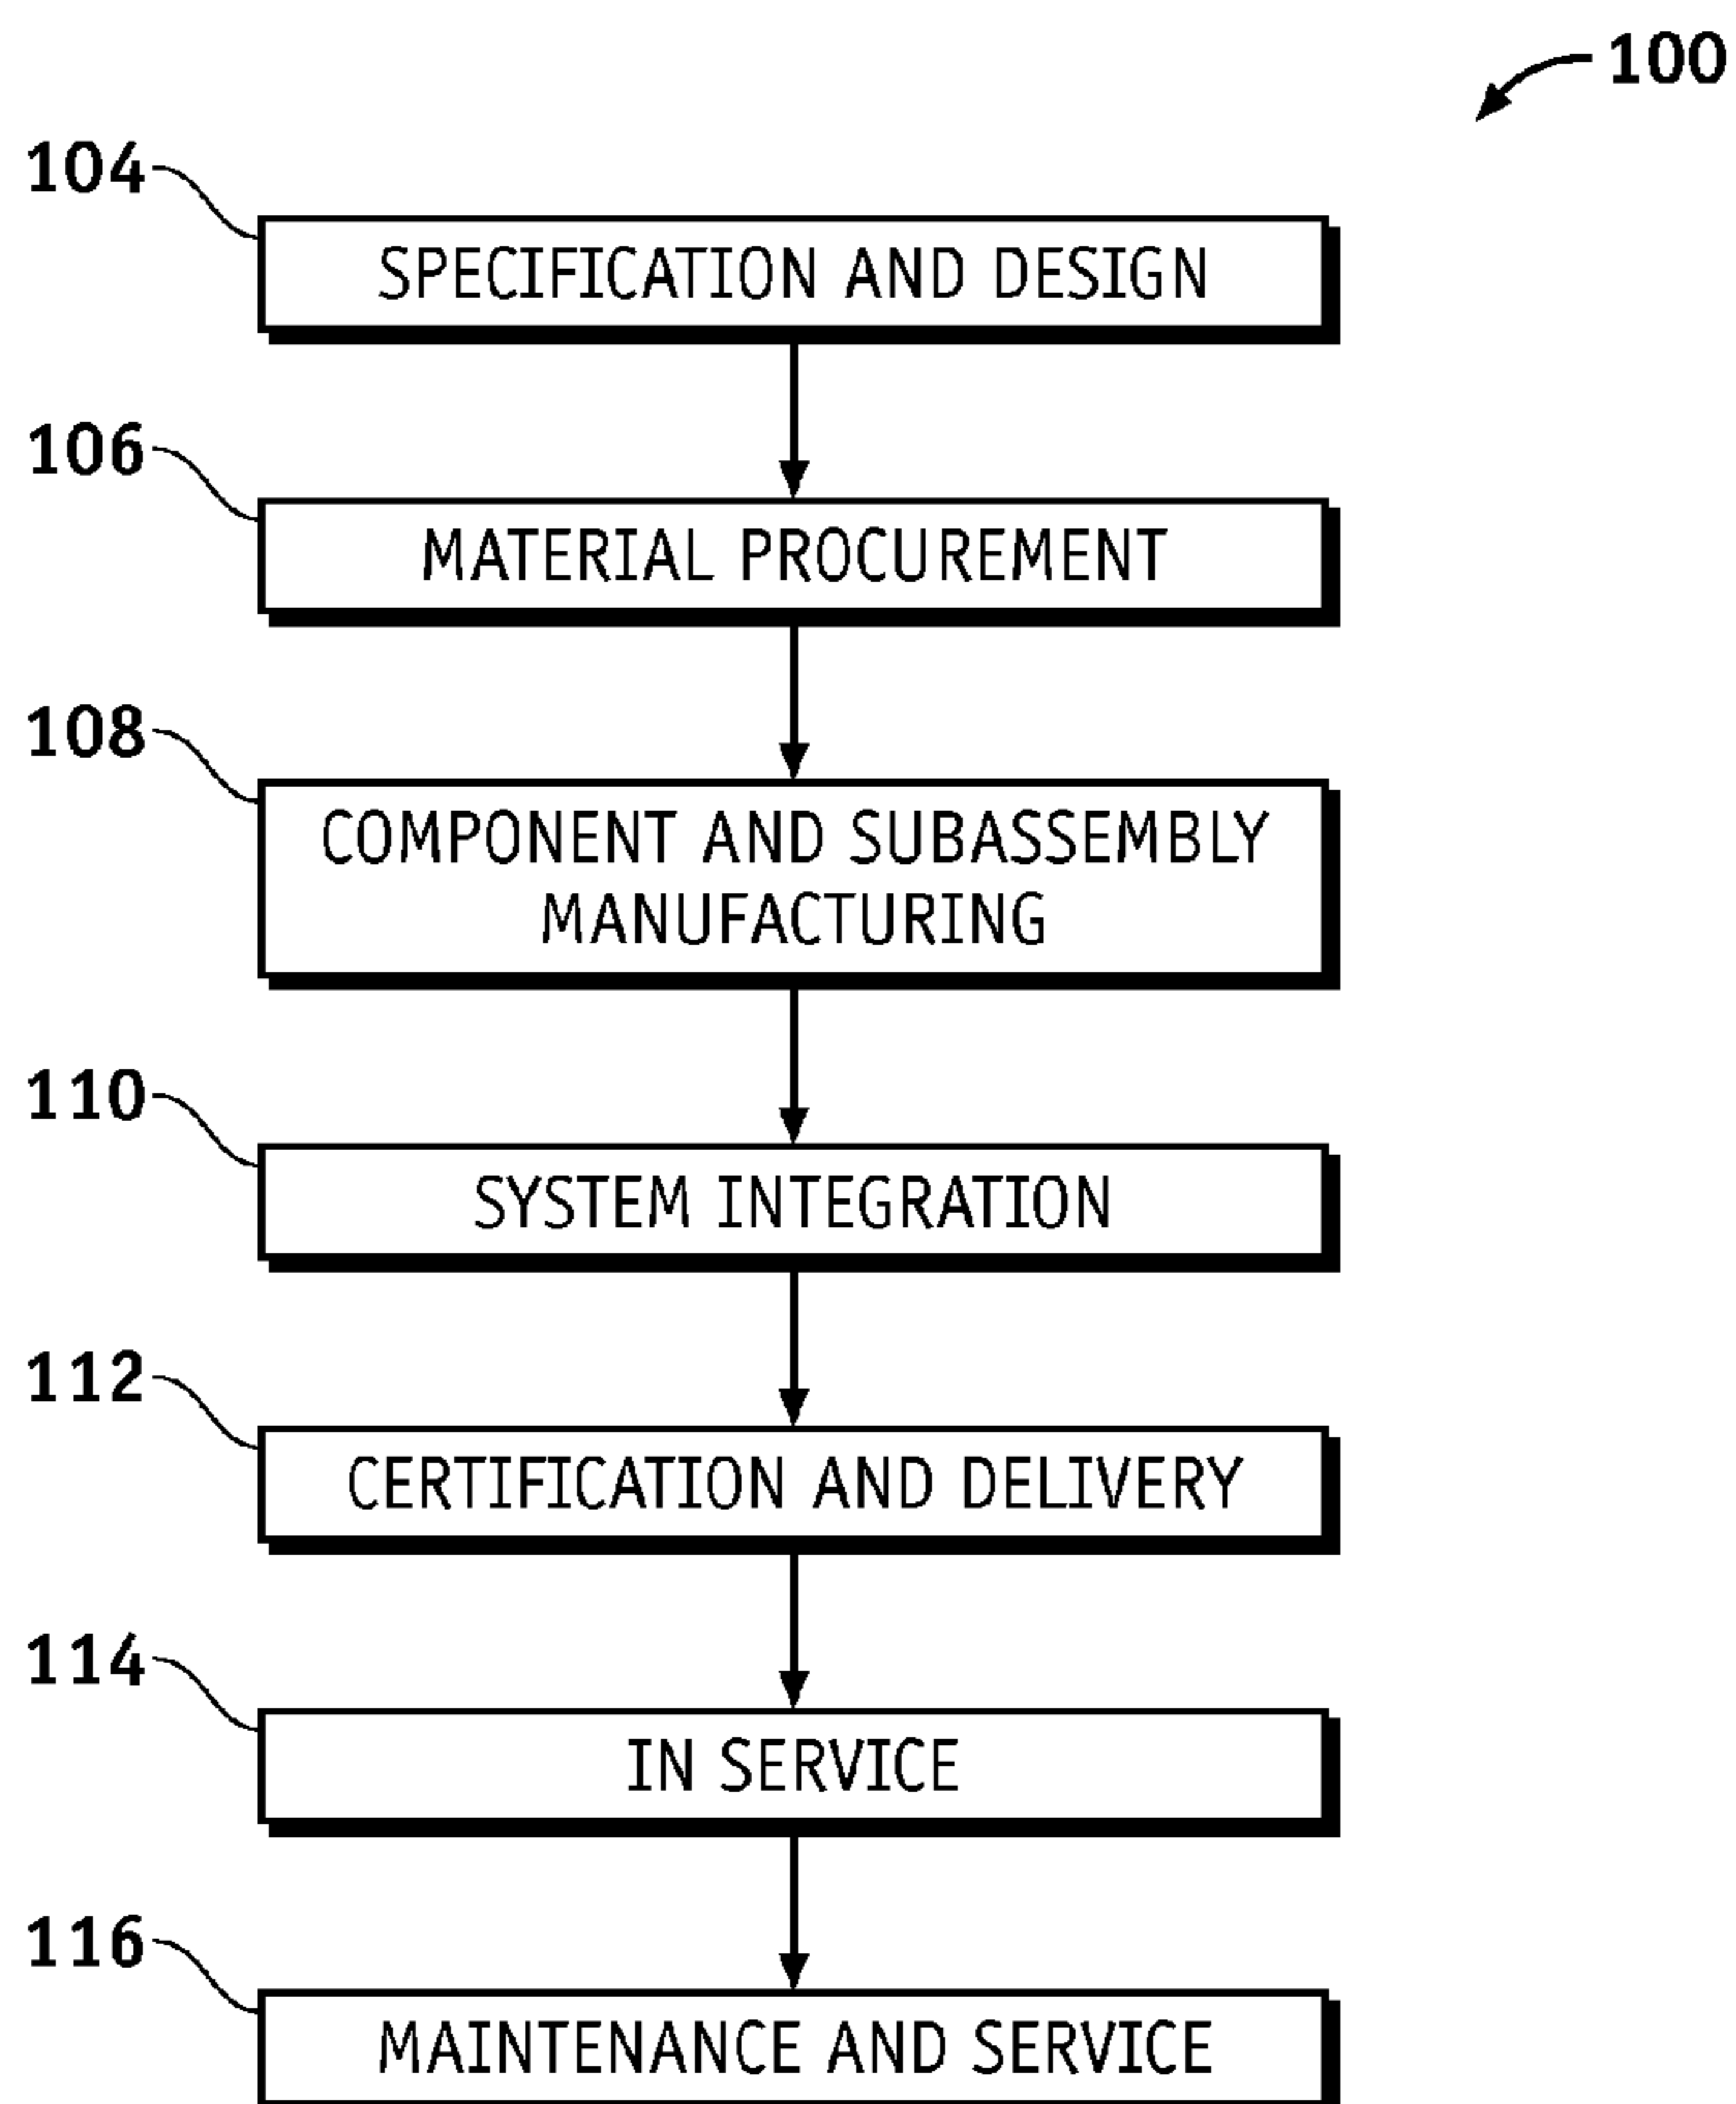 100
104
SPECIFICATION AND DESIGN
106
MATERIAL PROCUREMENT
108
COMPONENT AND SUBASSEMBLY
MANUFACTURING
110
SYSTEM INTEGRATION
112
CERTIFICATION AND DELIVERY
114
IN SERVICE
116
MAINTENANCE AND SERVICE